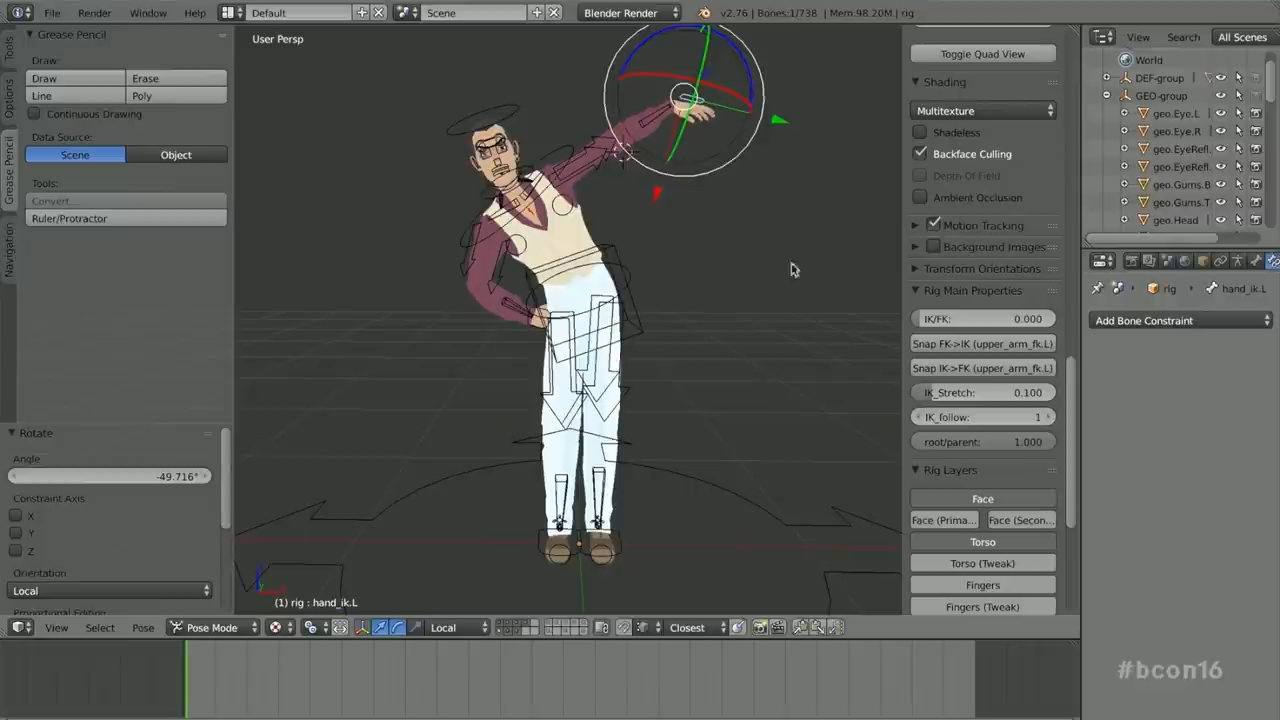 File Render Window Help Default Scene Blender Render v2.76 | Bones:1/738 | Mem:98.20M | rig
Grease Pencil
Draw:
Draw Erase
Line Poly
Continuous Drawing
Data Source:
Scene Object
Tools:
Convert...
Ruler/Protractor
Tools
Options
Grease Pencil
Navigation
Rotate
Angle
-49.716°
Constraint Axis
X
Y
Z
Orientation
Local
Proportional Editing
User Persp
(1) rig : hand_ik.L
View Select Pose Pose Mode Local Closest
Toggle Quad View
Shading
Multitexture
Shadeless
Backface Culling
Depth Of Field
Ambient Occlusion
Motion Tracking
Background Images
Transform Orientations
Rig Main Properties
IK/FK: 0.000
Snap FK->IK (upper_arm_fk.L)
Snap IK->FK (upper_arm_fk.L)
IK_Stretch: 0.100
IK_follow: 1
root/parent: 1.000
Rig Layers
Face
Face (Prima... Face (Secon...
Torso
Torso (Tweak)
Fingers
Fingers (Tweak)
View Search All Scenes
World
DEF-group
GEO-group
geo.Eye.L
geo.Eye.R
geo.EyeRefl.
geo.EyeRefl.
geo.Gums.B
geo.Gums.T
geo.Head
rig hand_ik.L
Add Bone Constraint
#bcon16